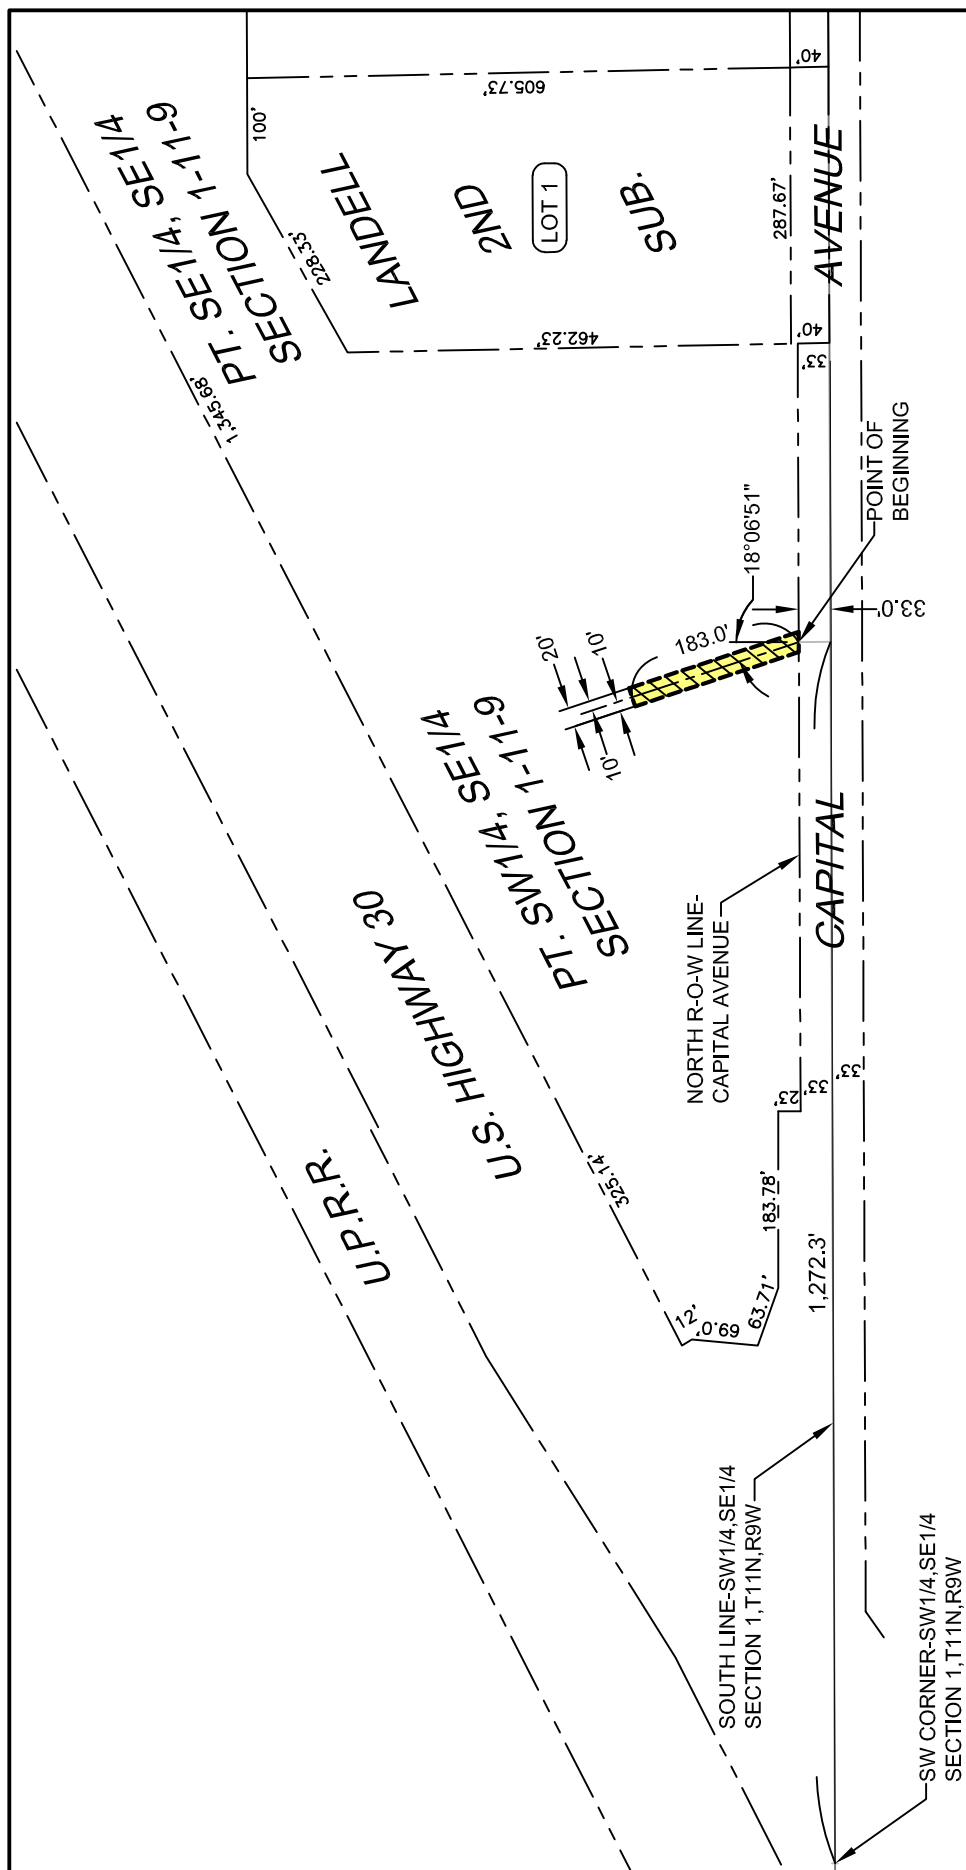 U.P.R.R.
U.S. HIGHWAY 30
PT. SE1/4, SE1/4
SECTION 1-11-9
1,345.68'
100'
605.73'
40'
228.33'
LANDELL
2ND
LOT 1
SUB.
287.67'
462.23'
40'
33'
AVENUE
PT. SW1/4, SE1/4
SECTION 1-11-9
20'
10'
10'
183.0'
18°06'51"
33.0'
POINT OF
BEGINNING
NORTH R-O-W LINE-
CAPITAL AVENUE
CAPITAL
325.14'
12'
69.0'
63.71'
183.78'
23'
33'
33'
1,272.3'
SOUTH LINE-SW1/4,SE1/4
SECTION 1,T11N,R9W
SW CORNER-SW1/4,SE1/4
SECTION 1,T11N,R9W